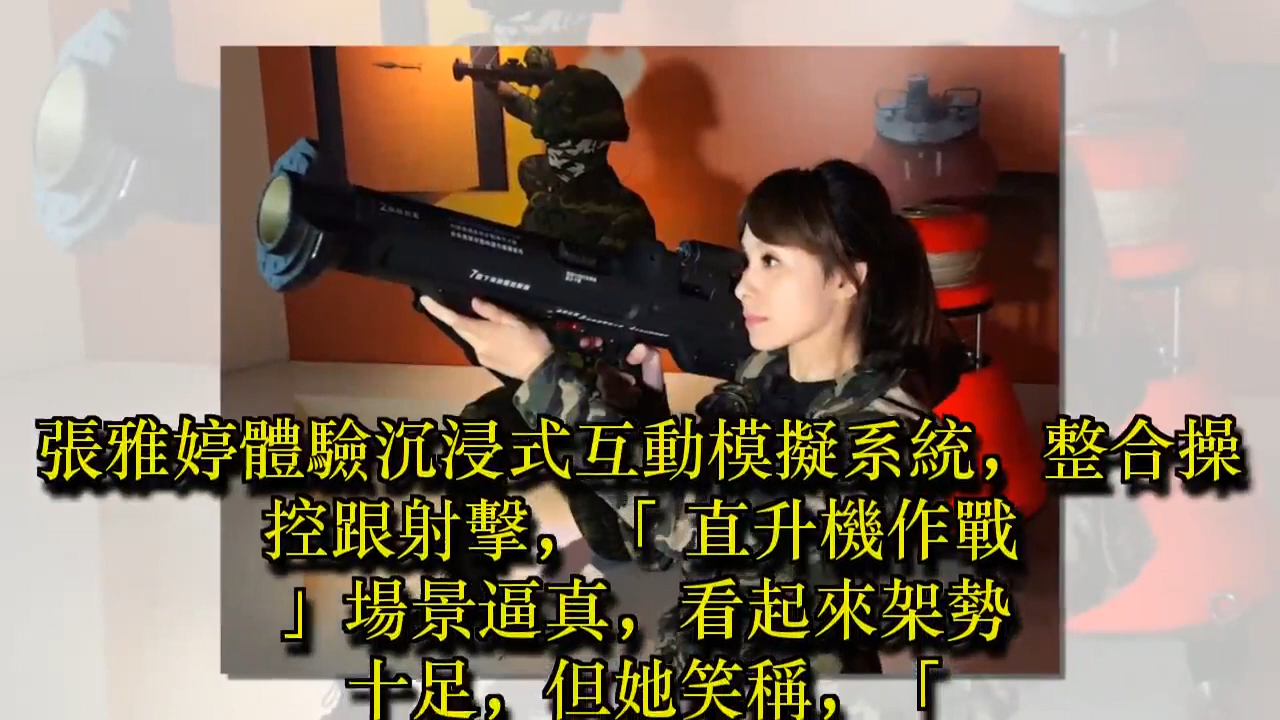 張雅婷體驗沉浸式互動模擬系統，整合操
控跟射擊，「 直升機作戰
」場景逼真，看起來架勢
十足，但她笑稱，「